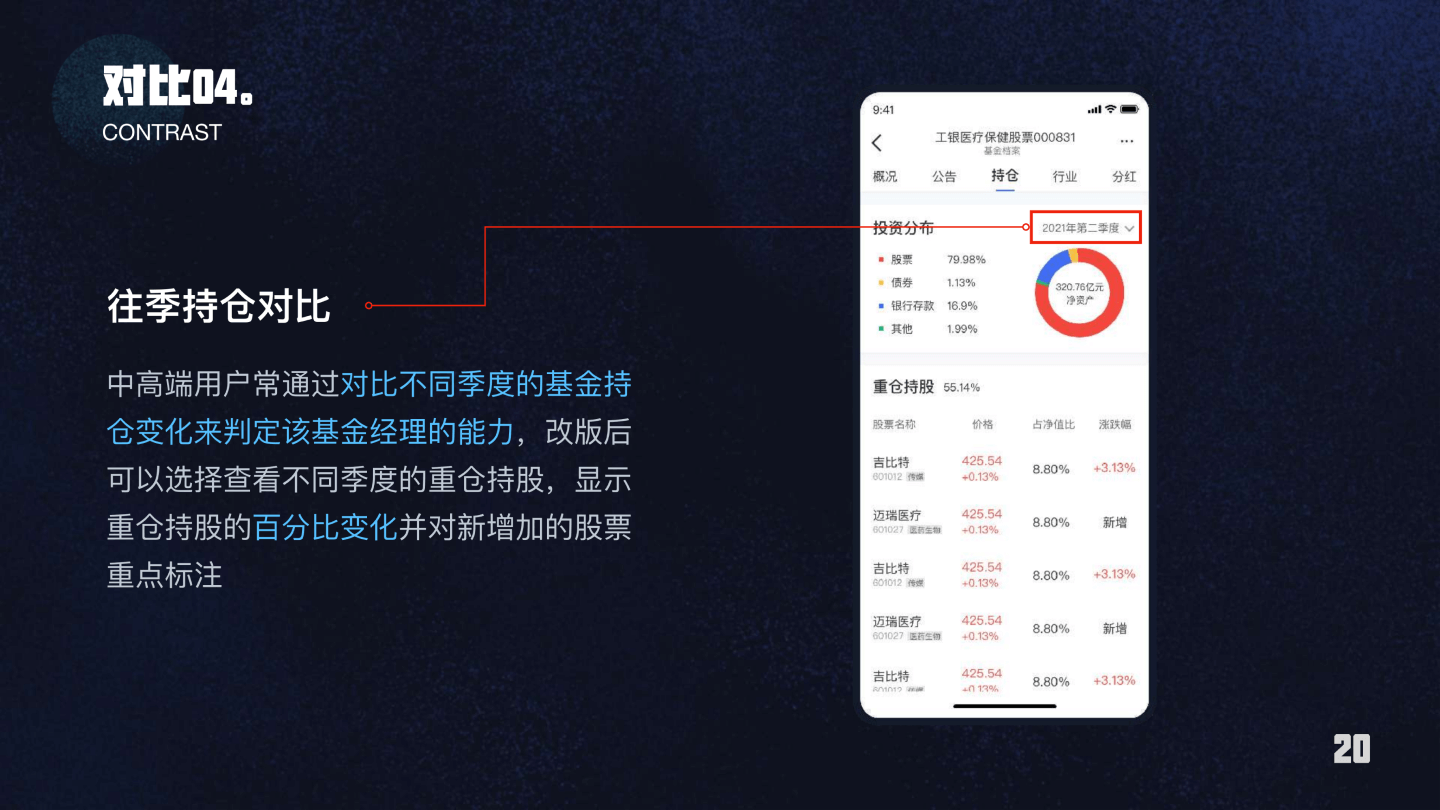 对比04。
CONTRAST
往季持仓对比
中高端用户常通过对比不同季度的基金持
仓变化来判定该基金经理的能力，改版后
可以选择查看不同季度的重仓持股，显示
重仓持股的百分比变化并对新增加的股票
重点标注
9:41
工银医疗保健股票000831
基金档案
概况 公告 持仓 行业 分红
投资分布 2021年第二季度
股票 79.98%
债券 1.13%
银行存款 16.9%
其他 1.99%
320.76亿元
净资产
重仓持股 55.14%
股票名称 价格 占净值比 涨跌幅
吉比特 425.54 8.80% +3.13%
601012 传媒 +0.13%
迈瑞医疗 425.54 8.80% 新增
601027 医药生物 +0.13%
吉比特 425.54 8.80% +3.13%
601012 传媒 +0.13%
迈瑞医疗 425.54 8.80% 新增
601027 医药生物 +0.13%
吉比特 425.54 8.80% +3.13%
601012 传媒 +0.13%
20